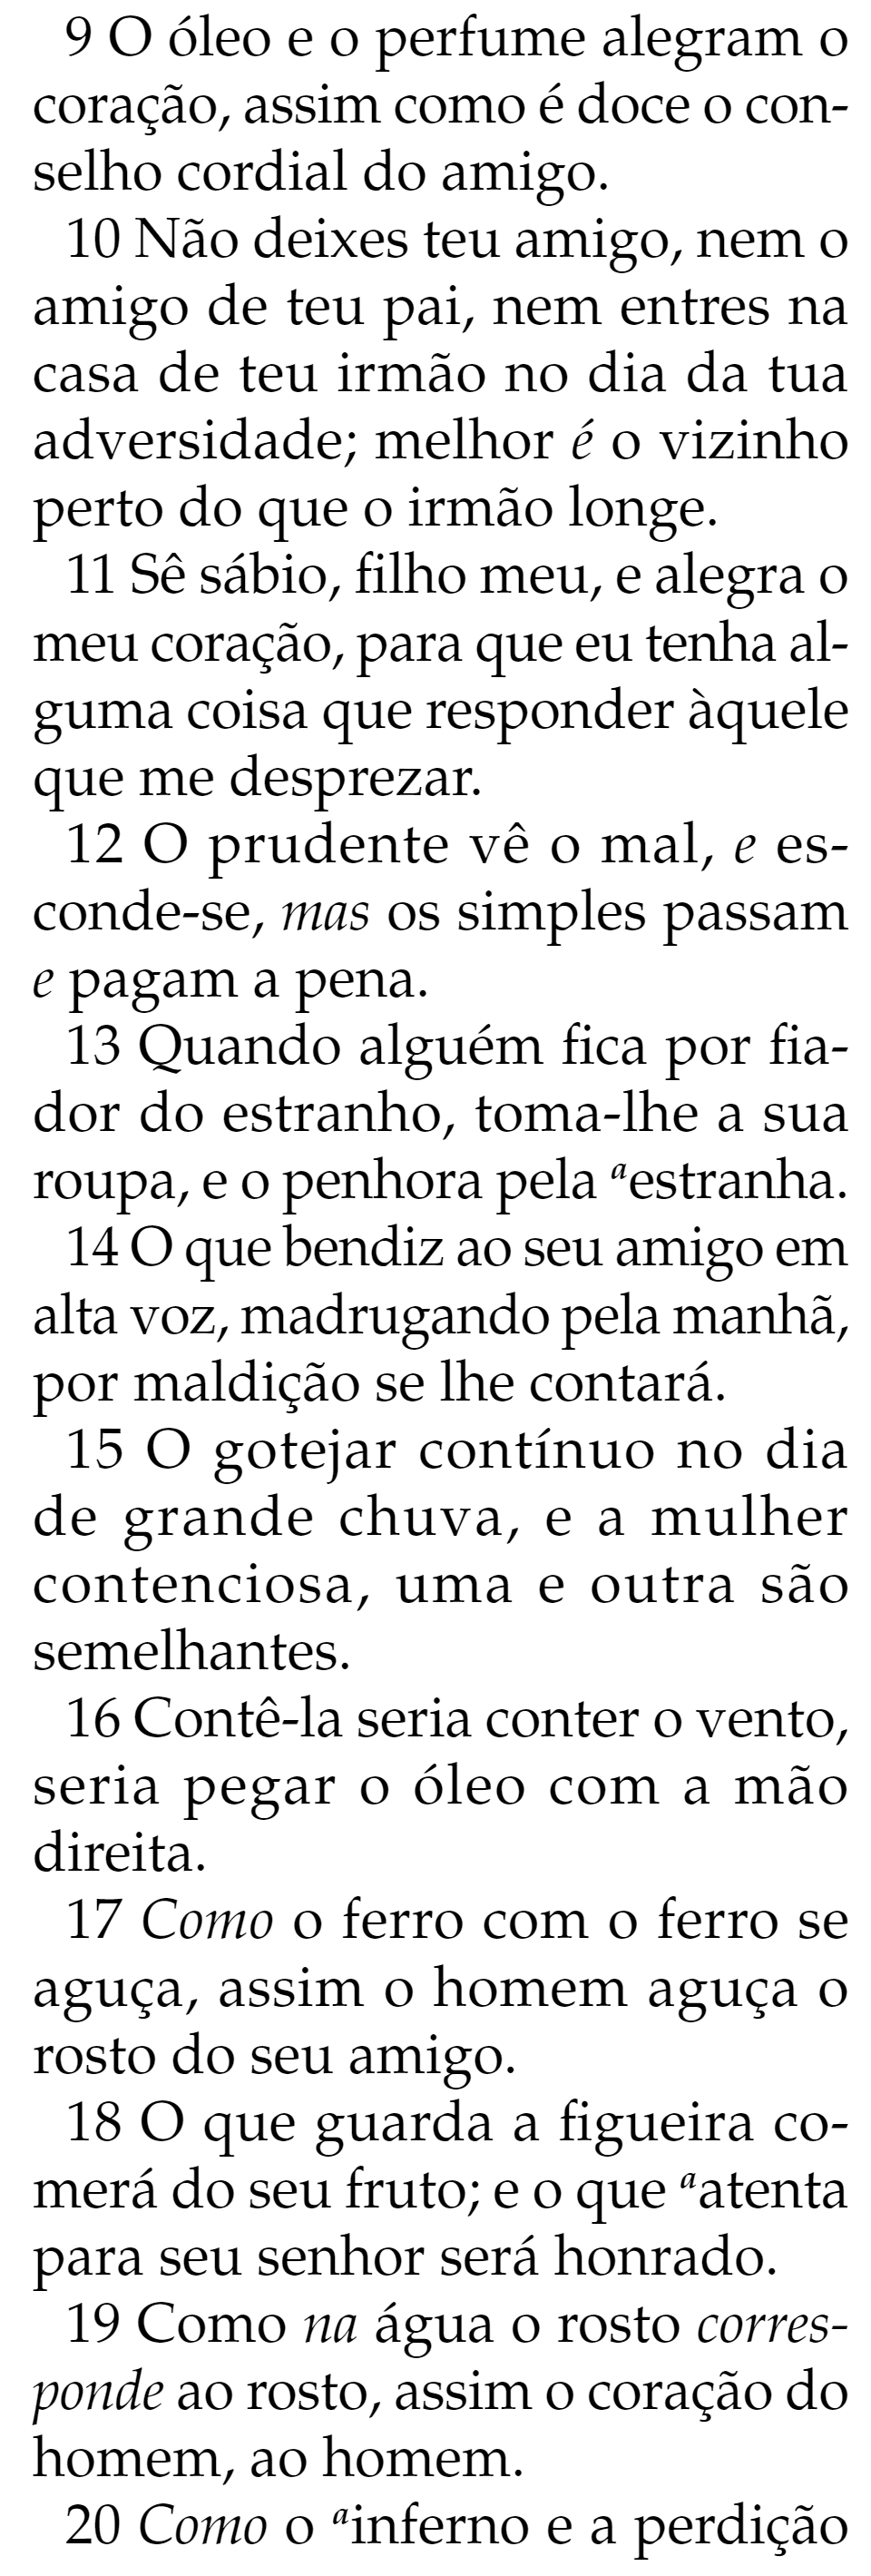 9 O óleo e o perfume alegram o
coração, assim como é doce o con-
selho cordial do amigo.
10 Não deixes teu amigo, nem o
amigo de teu pai, nem entres na
casa de teu irmão no dia da tua
adversidade; melhor é o vizinho
perto do que o irmão longe.
11 Sê sábio, filho meu, e alegra o
meu coração, para que eu tenha al-
guma coisa que responder àquele
que me desprezar.
12 O prudente vê o mal, e es-
conde-se, mas os simples passam
e pagam a pena.
13 Quando alguém fica por fia-
dor do estranho, toma-lhe a sua
roupa, e o penhora pela ᵃestranha.
14 O que bendiz ao seu amigo em
alta voz, madrugando pela manhã,
por maldição se lhe contará.
15 O gotejar contínuo no dia
de grande chuva, e a mulher
contenciosa, uma e outra são
semelhantes.
16 Contê-la seria conter o vento,
seria pegar o óleo com a mão
direita.
17 Como o ferro com o ferro se
aguça, assim o homem aguça o
rosto do seu amigo.
18 O que guarda a figueira co-
merá do seu fruto; e o que ᵃatenta
para seu senhor será honrado.
19 Como na água o rosto corres-
ponde ao rosto, assim o coração do
homem, ao homem.
20 Como o ᵃinferno e a perdição